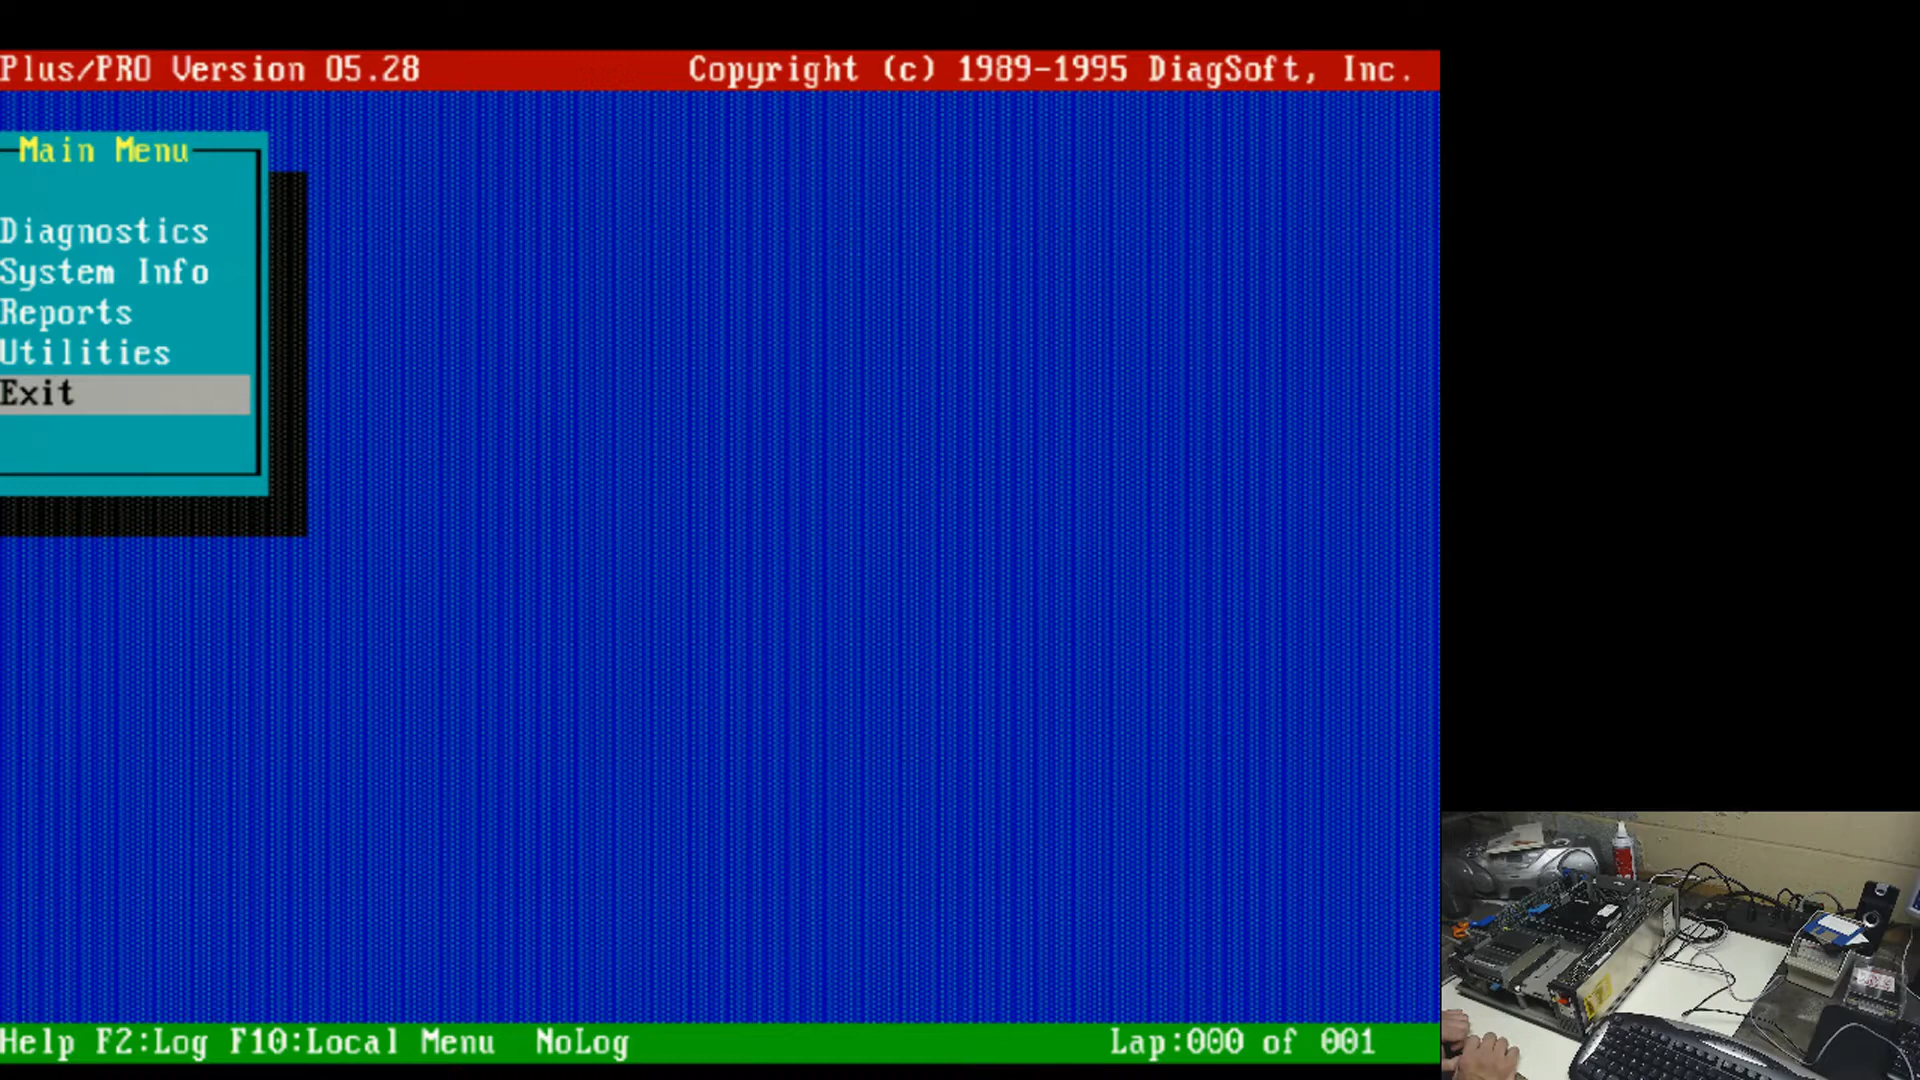 Plus/PRO Version 05.28 Copyright (c) 1989-1995 DiagSoft, Inc.
Main Menu
Diagnostics
System Info
Reports
Utilities
Exit
Help F2:Log F10:Local Menu NoLog Lap:000 of 001